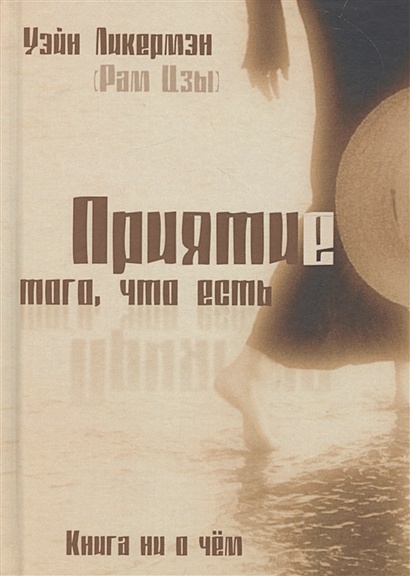 Уэйн Ликермэн
(Рам Цзы)
Приятие
того, что есть
Книга ни о чём